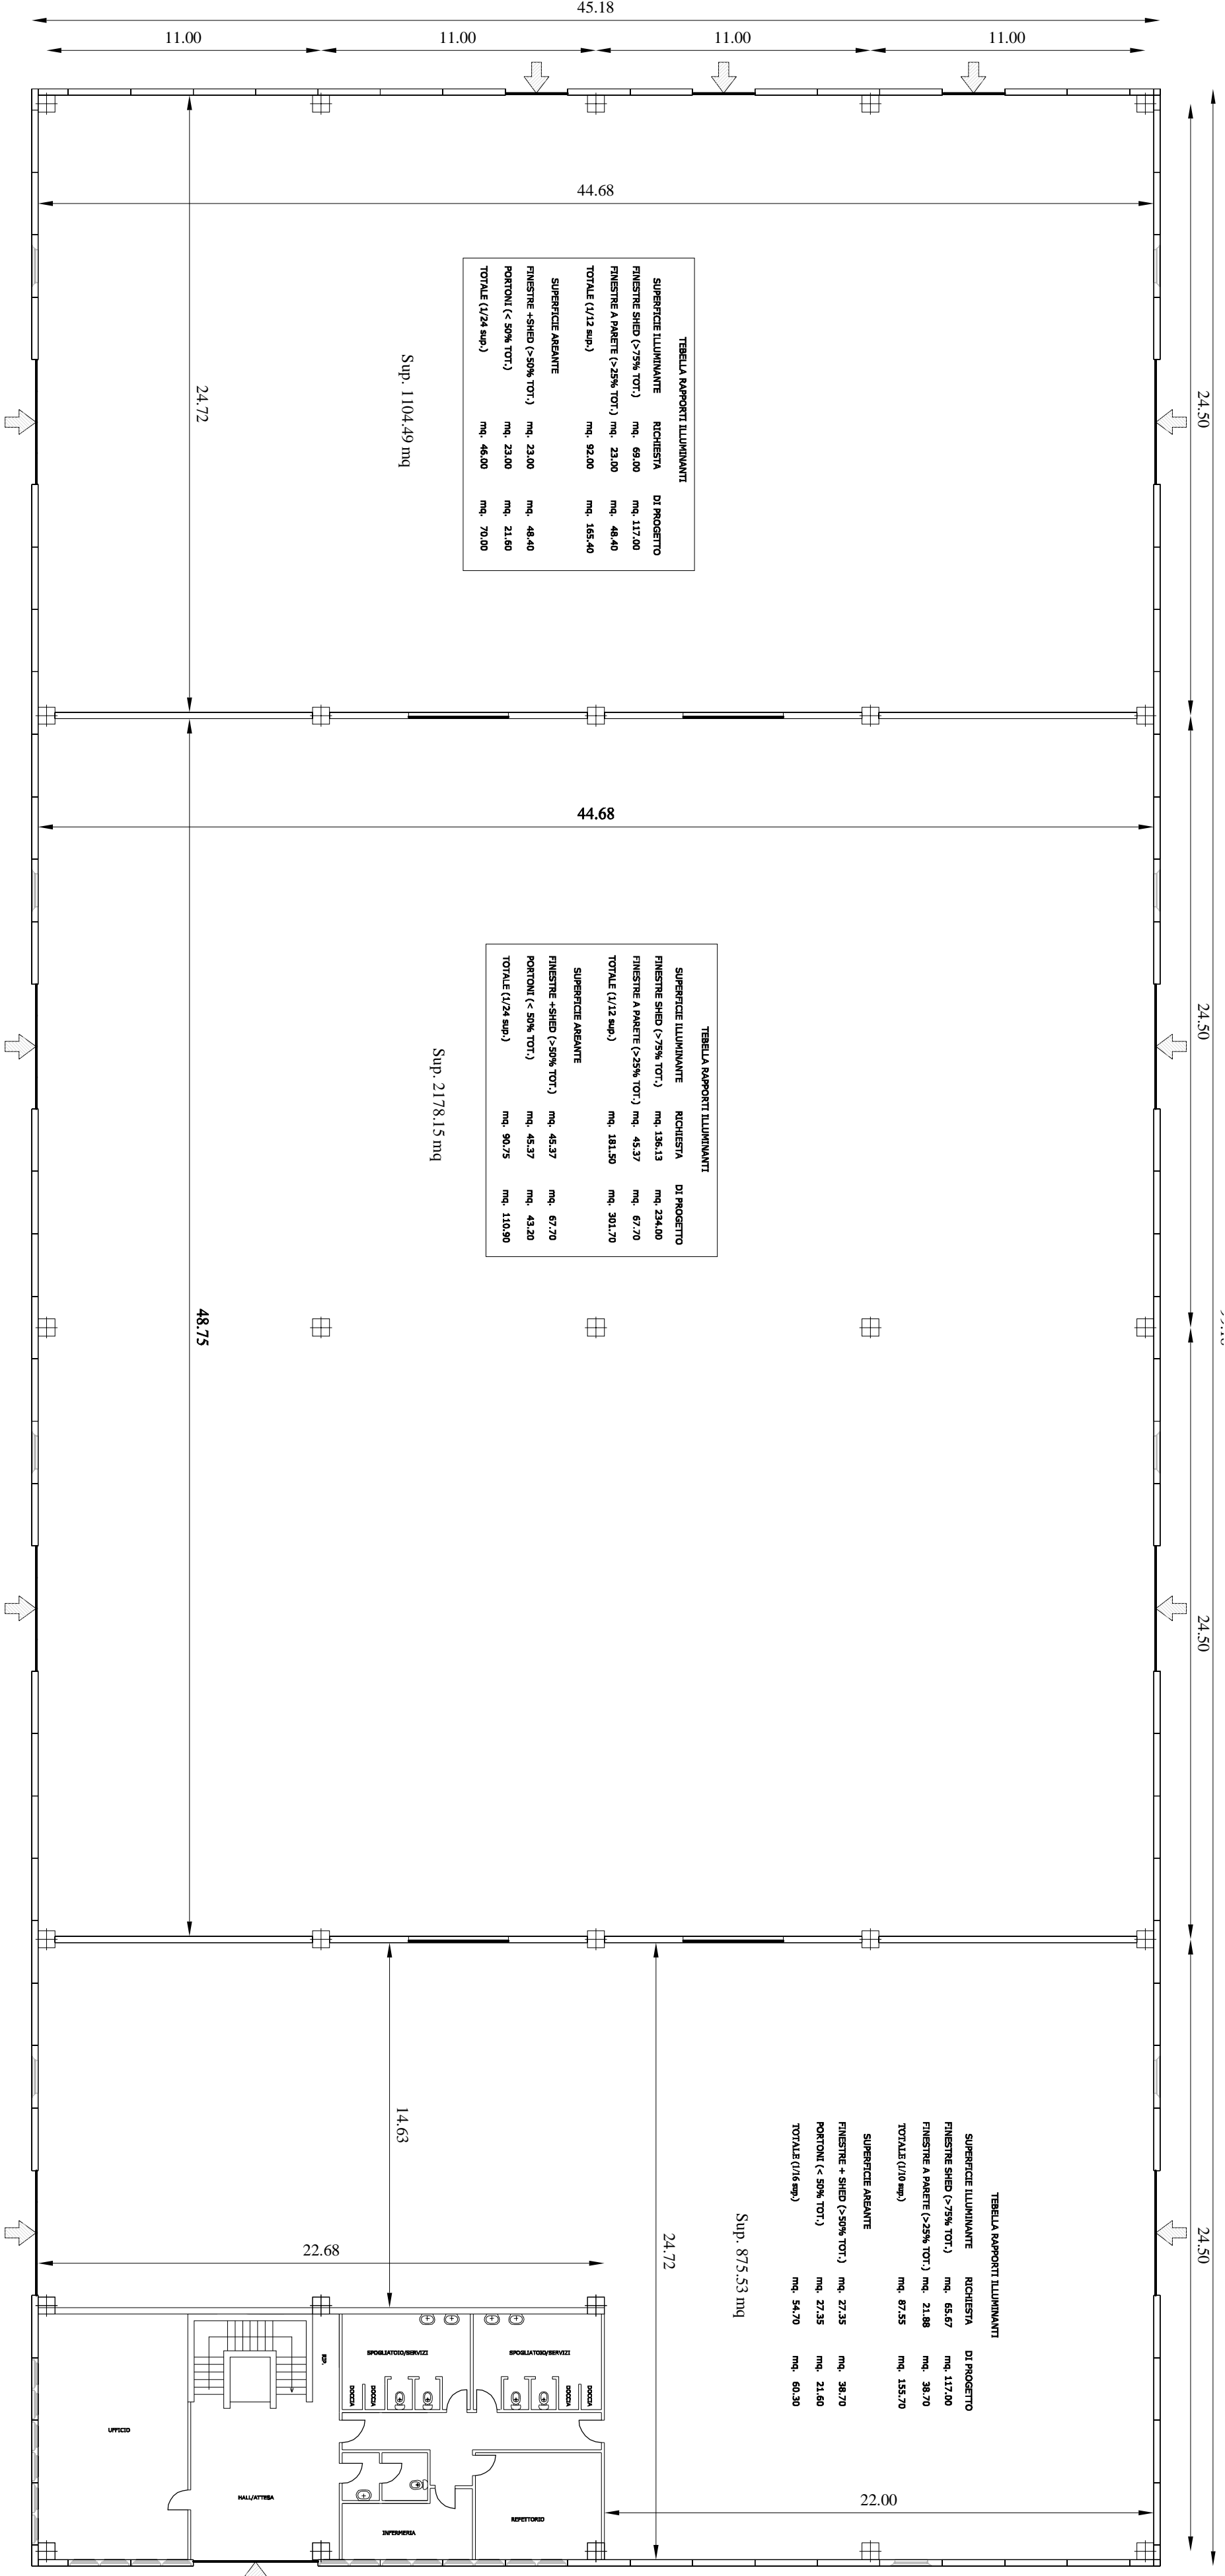 45.18
11.00
11.00
11.00
11.00
24.50
24.50
24.50
24.50
44.68
24.72
TEBELLA RAPPORTI ILLUMINANTI
SUPERFICIE ILLUMINANTE RICHIESTA DI PROGETTO
FINESTRE SHED (>75% TOT.) mq. 69.00 mq. 117.00
FINESTRE A PARETE (>25% TOT.) mq. 23.00 mq. 48.40
TOTALE (1/12 sup.) mq. 92.00 mq. 165.40
SUPERFICIE AREANTE
FINESTRE +SHED (>50% TOT.) mq. 23.00 mq. 48.40
PORTONI (< 50% TOT.) mq. 23.00 mq. 21.60
TOTALE (1/24 sup.) mq. 46.00 mq. 70.00
Sup. 1104.49 mq
44.68
48.75
TEBELLA RAPPORTI ILLUMINANTI
SUPERFICIE ILLUMINANTE RICHIESTA DI PROGETTO
FINESTRE SHED (>75% TOT.) mq. 136.13 mq. 234.00
FINESTRE A PARETE (>25% TOT.) mq. 45.37 mq. 67.70
TOTALE (1/12 sup.) mq. 181.50 mq. 301.70
SUPERFICIE AREANTE
FINESTRE +SHED (>50% TOT.) mq. 45.37 mq. 67.70
PORTONI (< 50% TOT.) mq. 45.37 mq. 43.20
TOTALE (1/24 sup.) mq. 90.75 mq. 110.90
Sup. 2178.15 mq
TEBELLA RAPPORTI ILLUMINANTI
SUPERFICIE ILLUMINANTE RICHIESTA DI PROGETTO
FINESTRE SHED (>75% TOT.) mq. 65.67 mq. 117.00
FINESTRE A PARETE (>25% TOT.) mq. 21.88 mq. 38.70
TOTALE (1/10 sup.) mq. 87.55 mq. 155.70
SUPERFICIE AREANTE
FINESTRE + SHED (>50% TOT.) mq. 27.35 mq. 38.70
PORTONI (< 50% TOT.) mq. 27.35 mq. 21.60
TOTALE (1/16 sup.) mq. 54.70 mq. 60.30
Sup. 875.53 mq
24.72
14.63
22.68
22.00
SPOGLIATOIO/SERVIZI
SPOGLIATOIO/SERVIZI
RIP.
DOCCIA
DOCCIA
DOCCIA
DOCCIA
UFFICIO
HALL/ATTESA
INFERMERIA
REFETTORIO